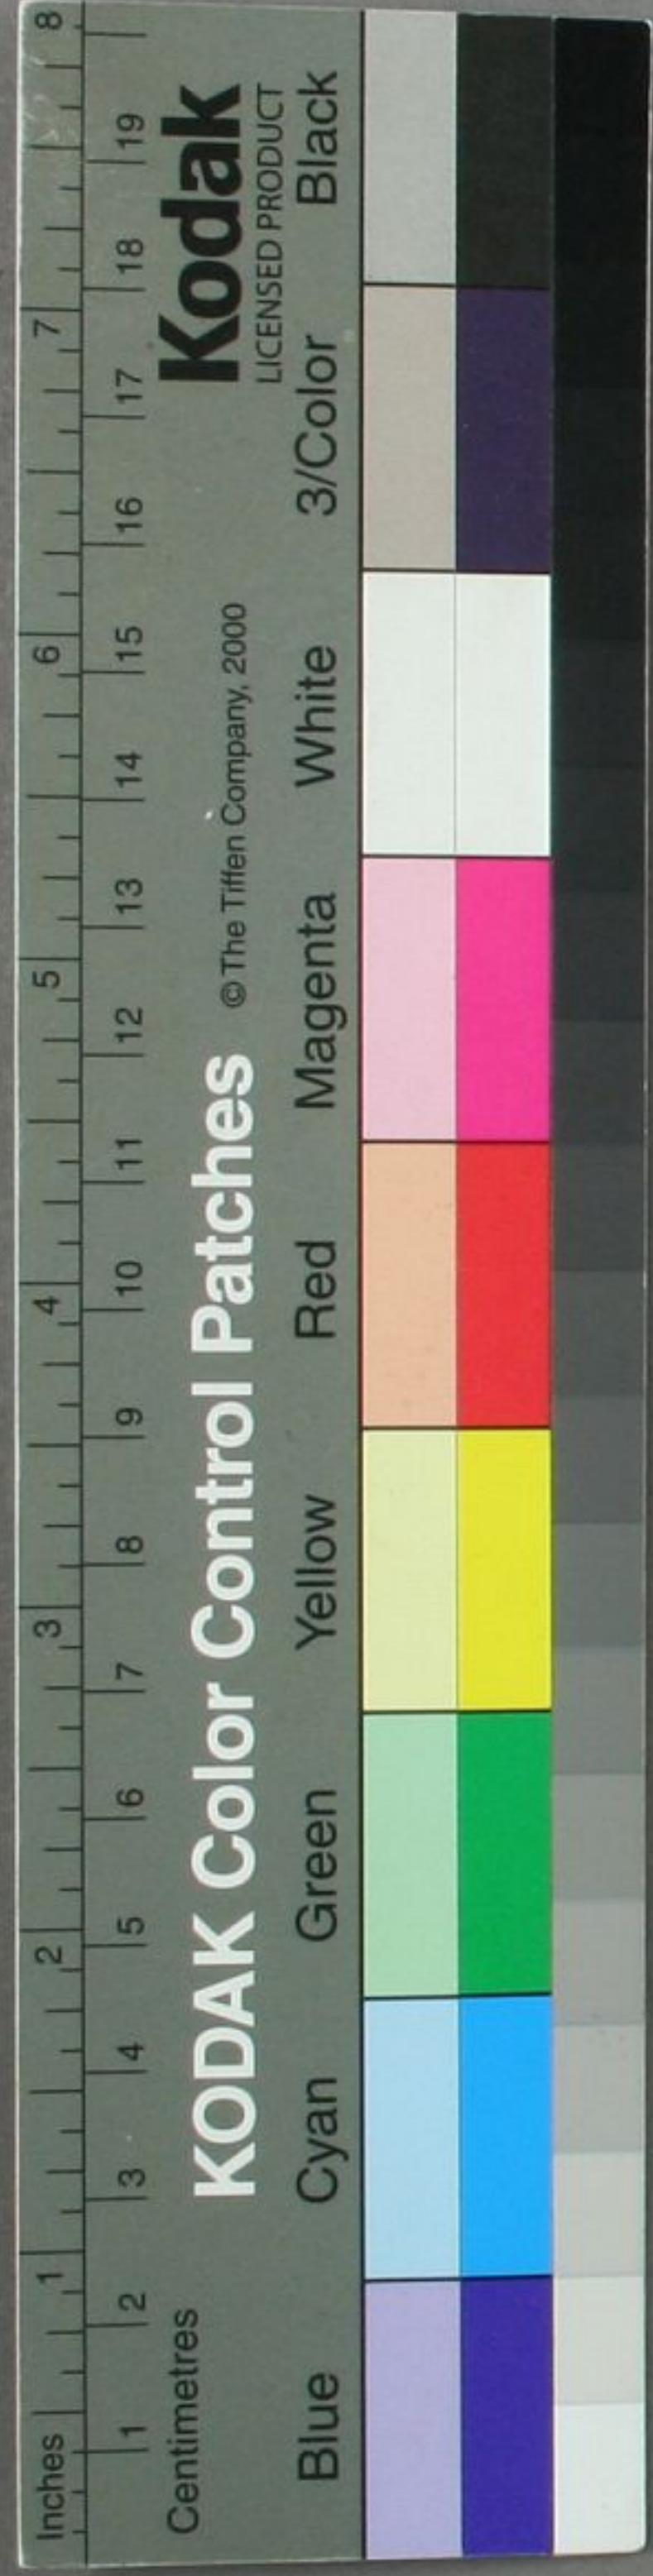 Inches 1 2 3 4 5 6 7 8
1 2 3 4 5 6 7 8 9 10 11 12 13 14 15 16 17 18 19
Centimetres
KODAK Color Control Patches © The Tiffen Company, 2000
Kodak
LICENSED PRODUCT
Blue Cyan Green Yellow Red Magenta White 3/Color Black